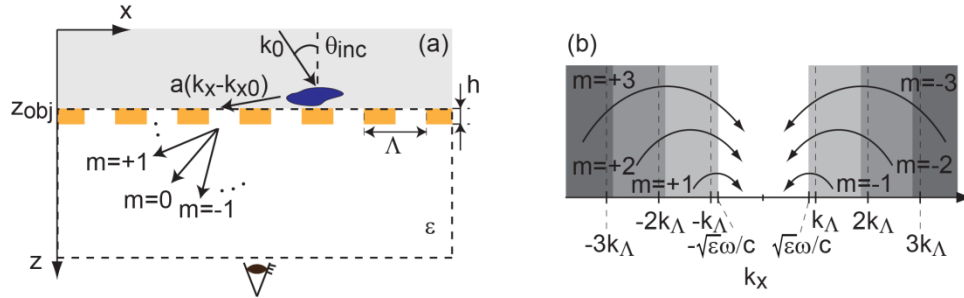 x
(a)
k₀
θinc
a(kₓ-kₓ₀)
zobj
h
Λ
m=+1
m=0
m=-1
ε
z
(b)
m=+3
m=-3
m=+2
m=-2
m=+1
m=-1
-3kΛ
-2kΛ
-kΛ
-√εω/c
√εω/c
kΛ
2kΛ
3kΛ
kₓ